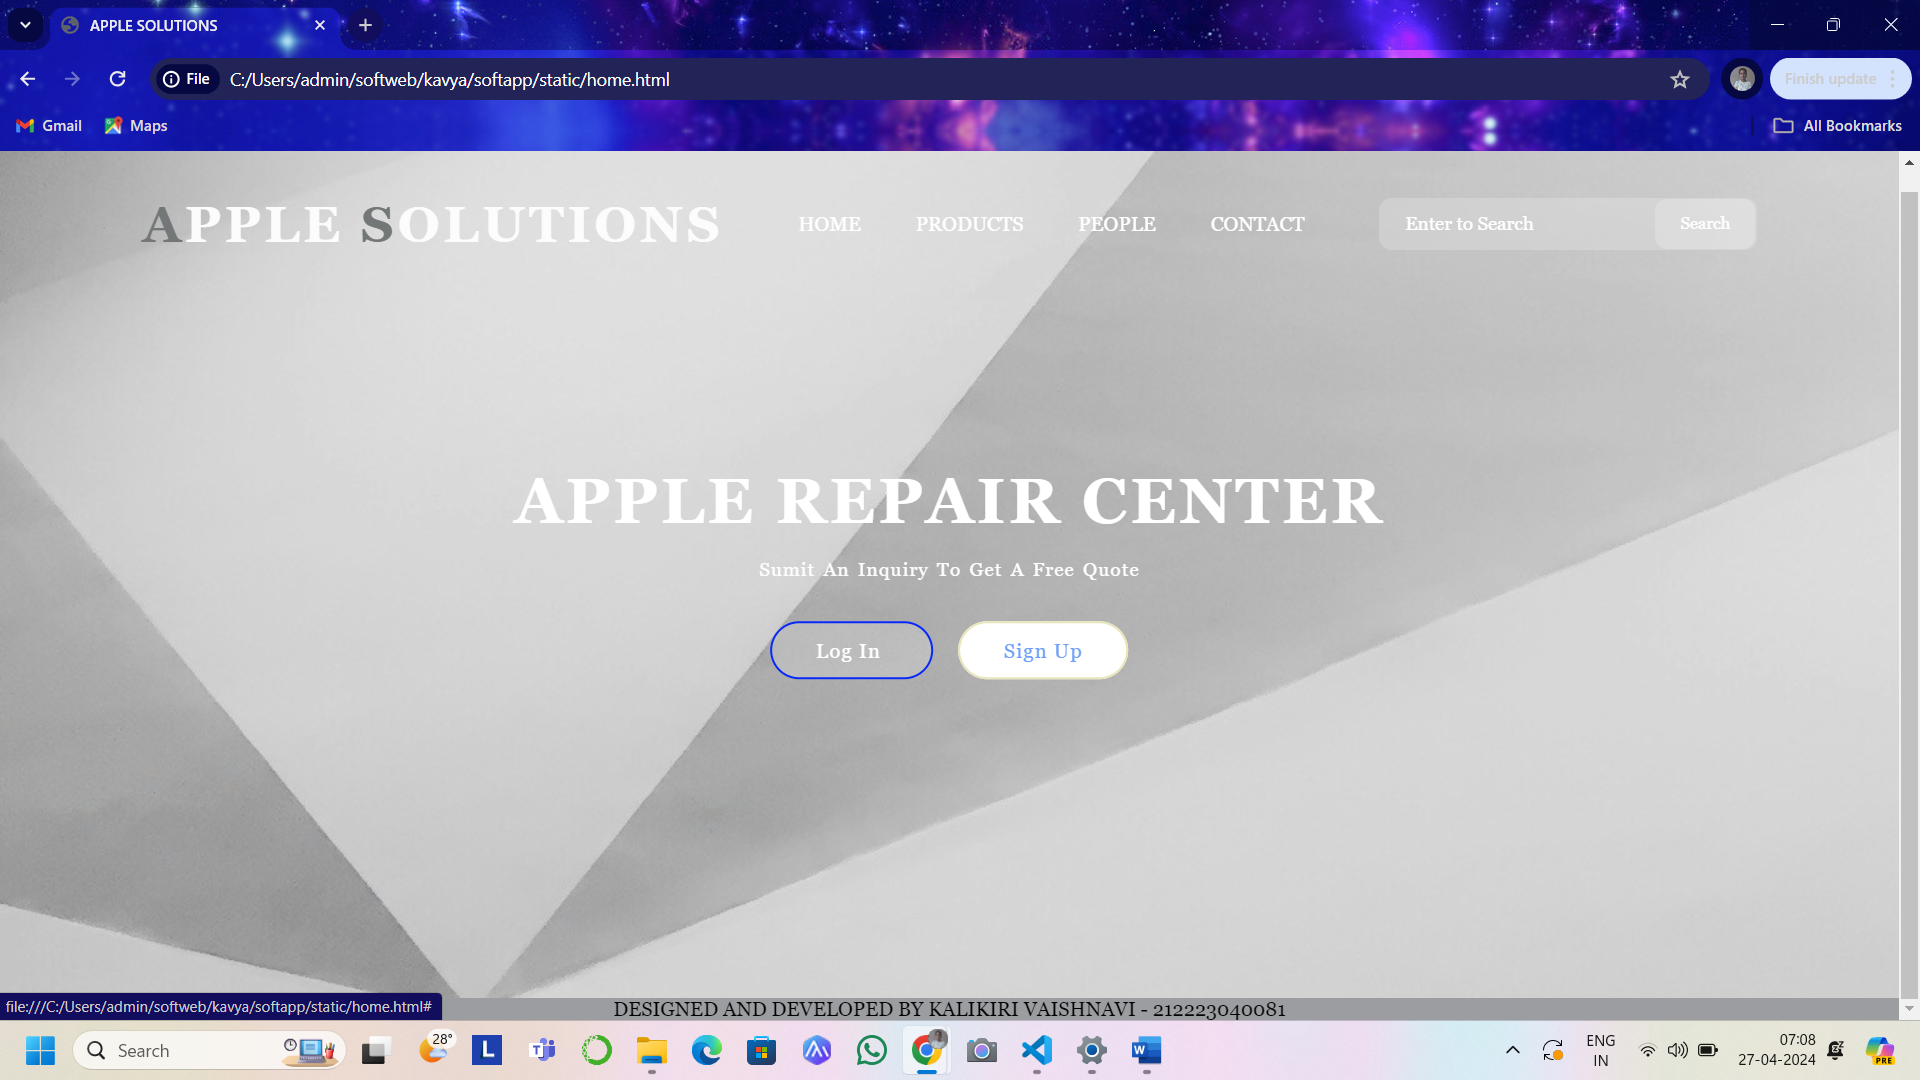 APPLE SOLUTIONS
File C:/Users/admin/softweb/kavya/softapp/static/home.html
Finish update
Gmail Maps All Bookmarks
APPLE SOLUTIONS HOME PRODUCTS PEOPLE CONTACT Enter to Search Search
APPLE REPAIR CENTER
Sumit An Inquiry To Get A Free Quote
Log In Sign Up
file:///C:/Users/admin/softweb/kavya/softapp/static/home.html#
DESIGNED AND DEVELOPED BY KALIKIRI VAISHNAVI - 212223040081
Search 28° L T W ENG 07:08
IN 27-04-2024 PRE